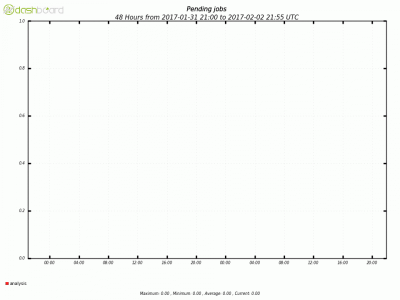 dashboard
Pending jobs
48 Hours from 2017-01-31 21:00 to 2017-02-02 21:55 UTC
1.0
0.8
0.6
0.4
0.2
0.0
00:00 04:00 08:00 12:00 16:00 20:00 00:00 04:00 08:00 12:00 16:00 20:00
analysis
Maximum: 0.00 , Minimum: 0.00 , Average: 0.00 , Current: 0.00